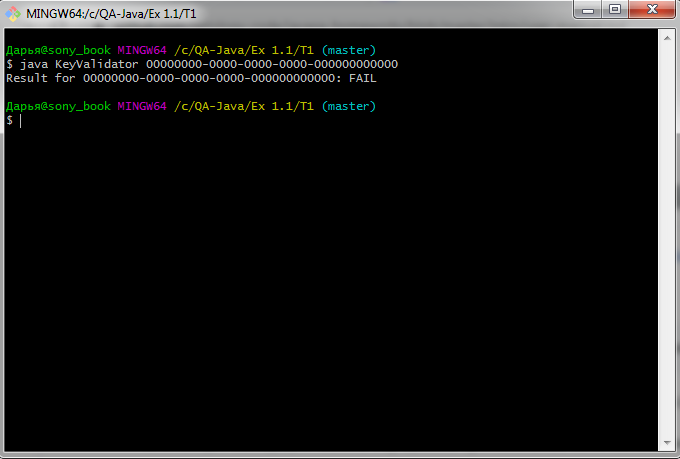 MINGW64:/c/QA-Java/Ex 1.1/T1
Дарья@sony_book MINGW64 /c/QA-Java/Ex 1.1/T1 (master)
$ java KeyValidator 00000000-0000-0000-0000-000000000000
Result for 00000000-0000-0000-0000-000000000000: FAIL
Дарья@sony_book MINGW64 /c/QA-Java/Ex 1.1/T1 (master)
$